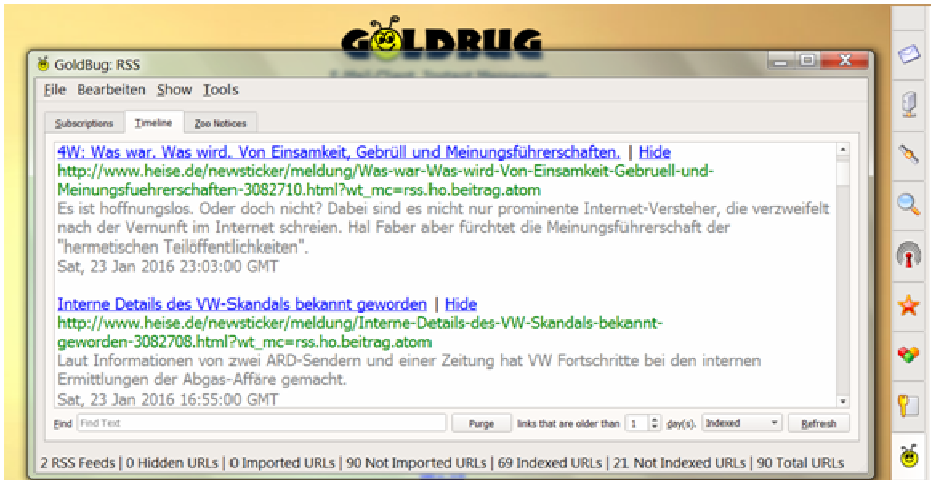 GOLDBUG
GoldBug: RSS
File Bearbeiten Show Tools
Subscriptions Timeline Zoo Notices
4W: Was war. Was wird. Von Einsamkeit, Gebrüll und Meinungsführerschaften. | Hide
http://www.heise.de/newsticker/meldung/Was-war-Was-wird-Von-Einsamkeit-Gebruell-und-
Meinungsfuehrerschaften-3082710.html?wt_mc=rss.ho.beitrag.atom
Es ist hoffnungslos. Oder doch nicht? Dabei sind es nicht nur prominente Internet-Versteher, die verzweifelt
nach der Vernunft im Internet schreien. Hal Faber aber fürchtet die Meinungsführerschaft der
"hermetischen Teilöffentlichkeiten".
Sat, 23 Jan 2016 23:03:00 GMT
Interne Details des VW-Skandals bekannt geworden | Hide
http://www.heise.de/newsticker/meldung/Interne-Details-des-VW-Skandals-bekannt-
geworden-3082708.html?wt_mc=rss.ho.beitrag.atom
Laut Informationen von zwei ARD-Sendern und einer Zeitung hat VW Fortschritte bei den internen
Ermittlungen der Abgas-Affäre gemacht.
Sat, 23 Jan 2016 16:55:00 GMT
Find Find Text Purge links that are older than 1 day(s). Indexed Refresh
2 RSS Feeds | 0 Hidden URLs | 0 Imported URLs | 90 Not Imported URLs | 69 Indexed URLs | 21 Not Indexed URLs | 90 Total URLs